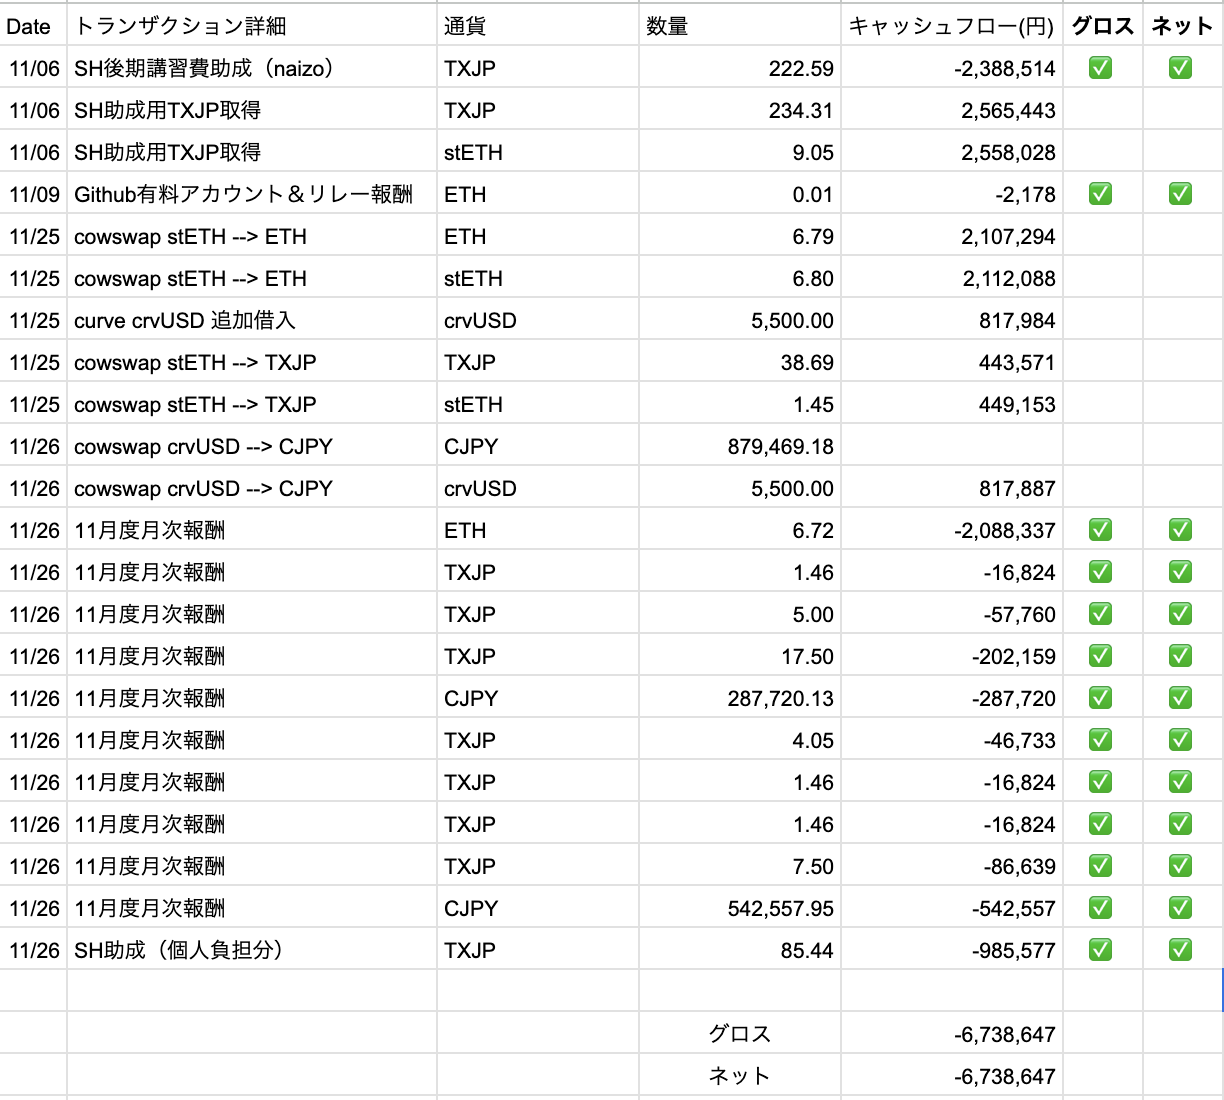 Date トランザクション詳細 通貨 数量 キャッシュフロー(円) グロス ネット
11/06 SH後期講習費助成（naizo） TXJP 222.59 -2,388,514 ✅ ✅
11/06 SH助成用TXJP取得 TXJP 234.31 2,565,443
11/06 SH助成用TXJP取得 stETH 9.05 2,558,028
11/09 Github有料アカウント＆リレー報酬 ETH 0.01 -2,178 ✅ ✅
11/25 cowswap stETH --> ETH ETH 6.79 2,107,294
11/25 cowswap stETH --> ETH stETH 6.80 2,112,088
11/25 curve crvUSD 追加借入 crvUSD 5,500.00 817,984
11/25 cowswap stETH --> TXJP TXJP 38.69 443,571
11/25 cowswap stETH --> TXJP stETH 1.45 449,153
11/26 cowswap crvUSD --> CJPY CJPY 879,469.18
11/26 cowswap crvUSD --> CJPY crvUSD 5,500.00 817,887
11/26 11月度月次報酬 ETH 6.72 -2,088,337 ✅ ✅
11/26 11月度月次報酬 TXJP 1.46 -16,824 ✅ ✅
11/26 11月度月次報酬 TXJP 5.00 -57,760 ✅ ✅
11/26 11月度月次報酬 TXJP 17.50 -202,159 ✅ ✅
11/26 11月度月次報酬 CJPY 287,720.13 -287,720 ✅ ✅
11/26 11月度月次報酬 TXJP 4.05 -46,733 ✅ ✅
11/26 11月度月次報酬 TXJP 1.46 -16,824 ✅ ✅
11/26 11月度月次報酬 TXJP 1.46 -16,824 ✅ ✅
11/26 11月度月次報酬 TXJP 7.50 -86,639 ✅ ✅
11/26 11月度月次報酬 CJPY 542,557.95 -542,557 ✅ ✅
11/26 SH助成（個人負担分） TXJP 85.44 -985,577 ✅ ✅
グロス -6,738,647
ネット -6,738,647